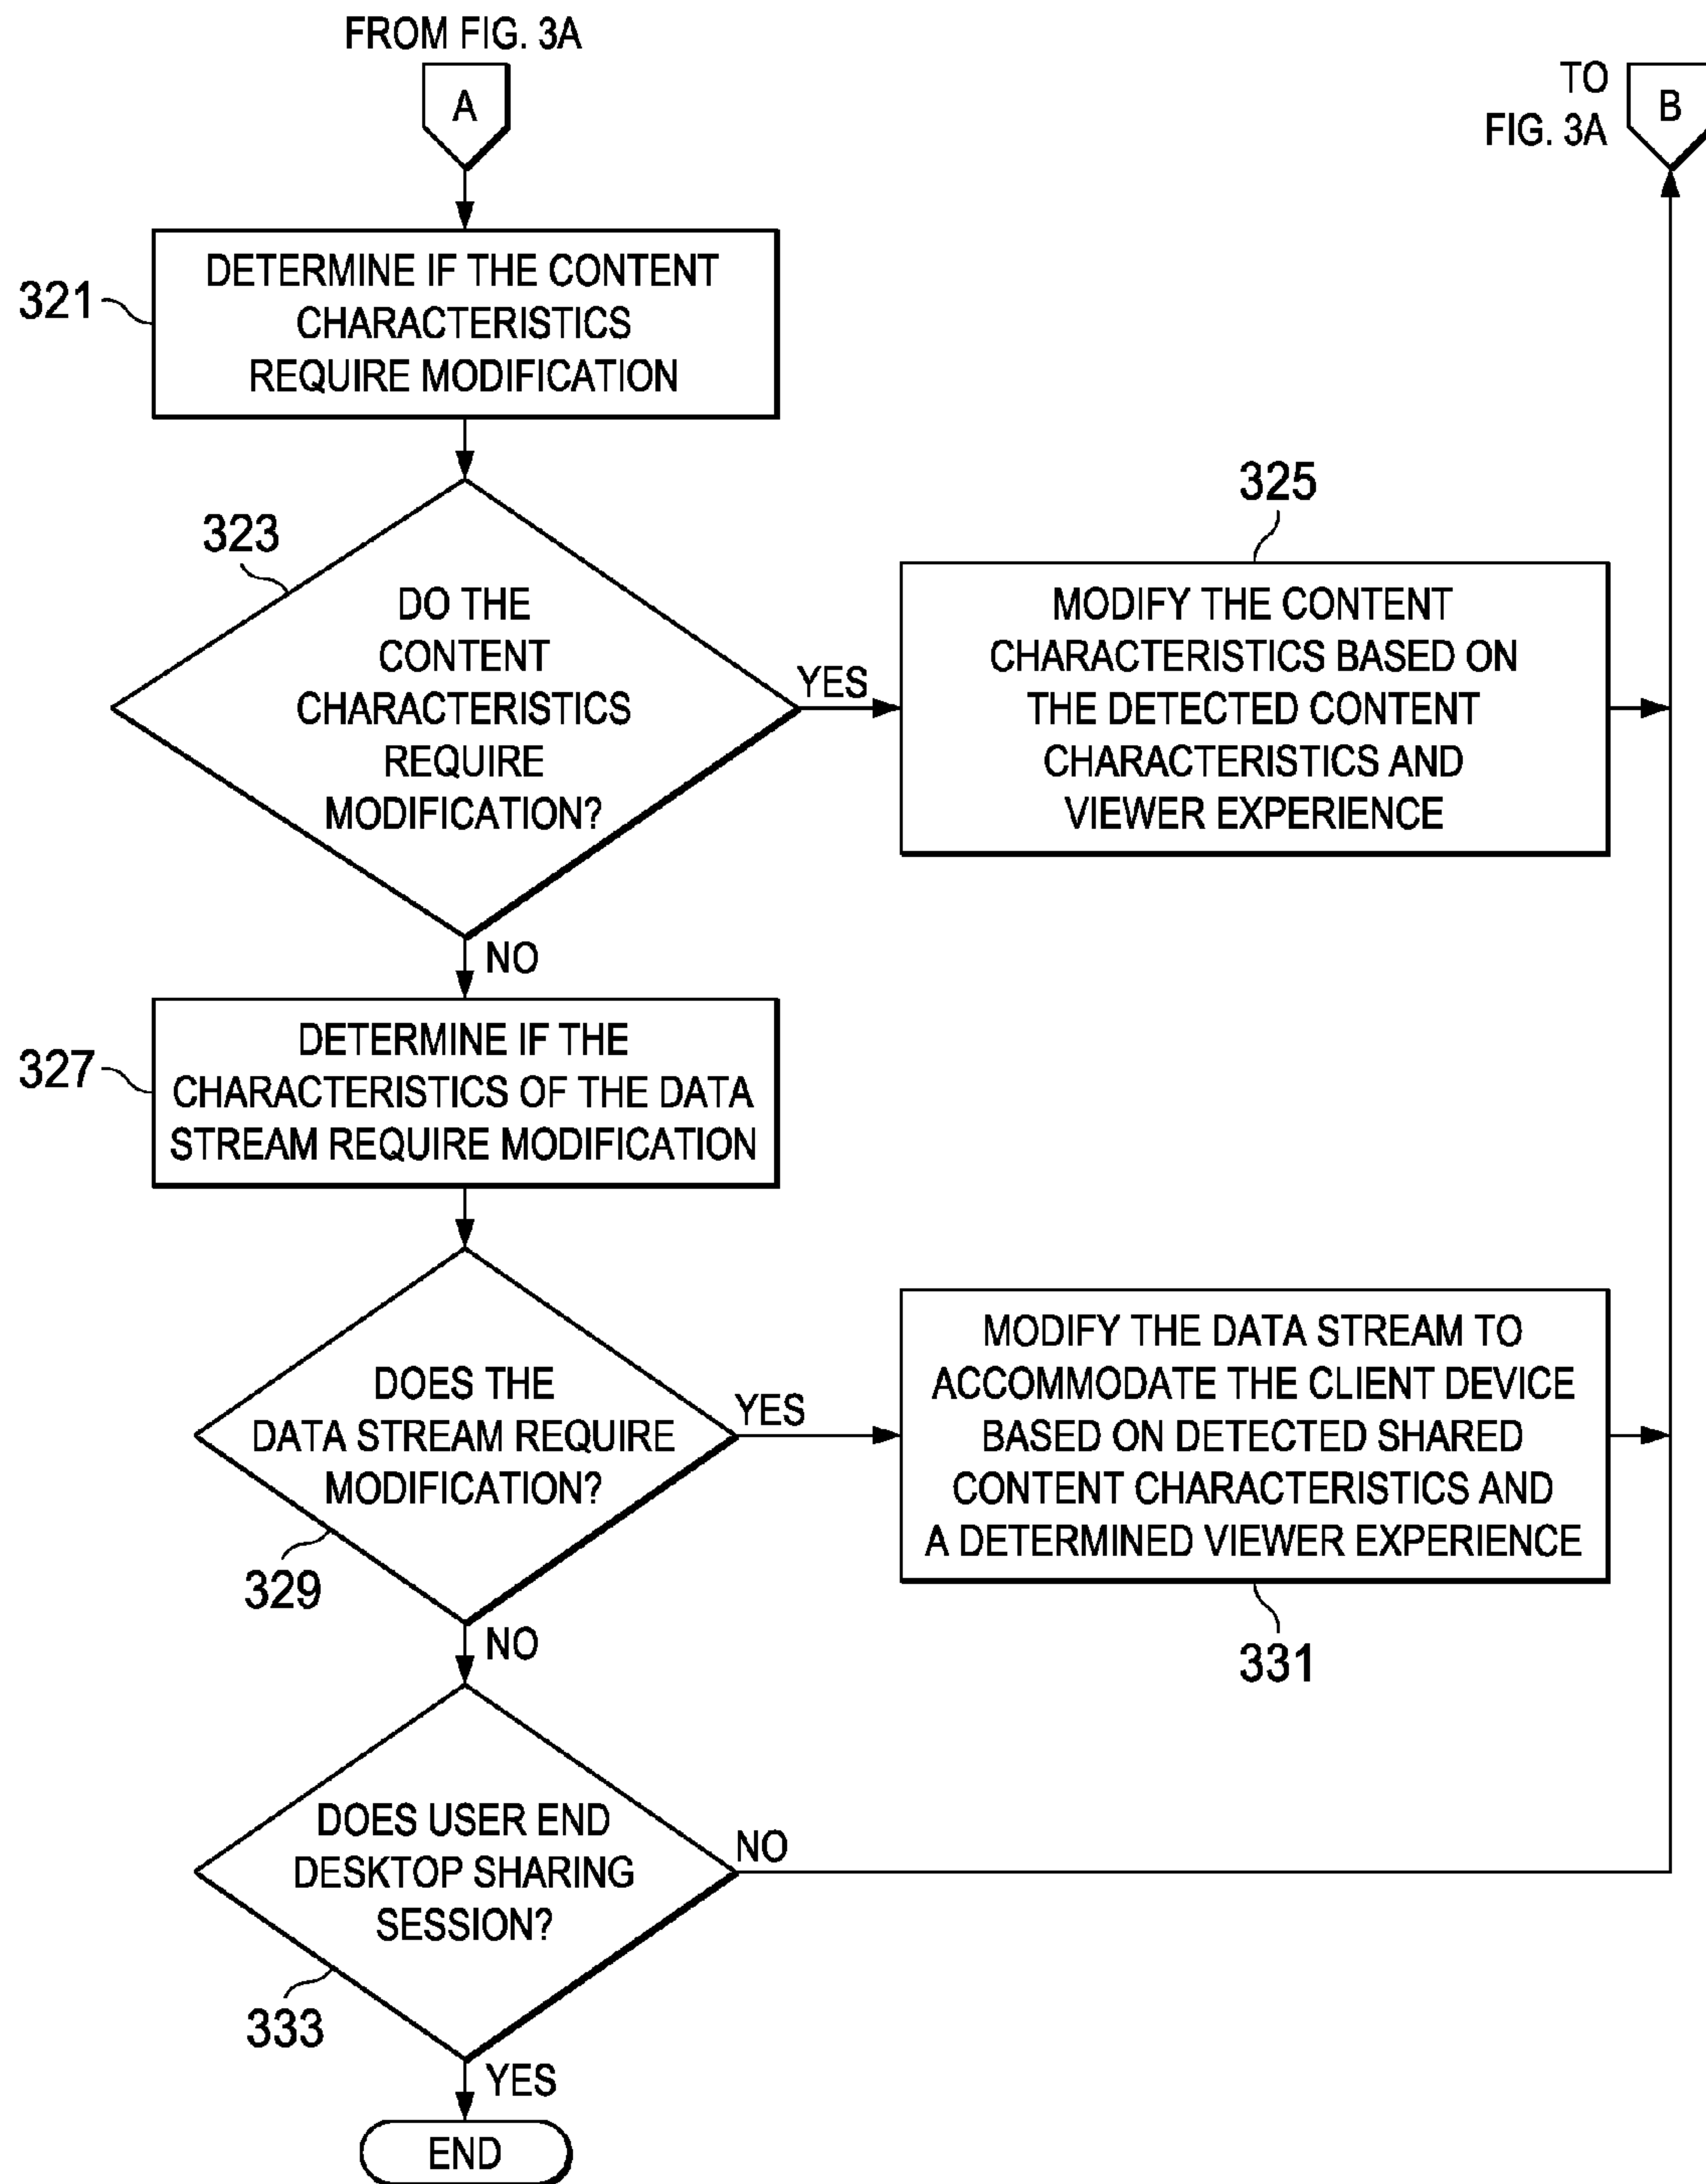 FROM FIG. 3A
A
TO
FIG. 3A
B
321
DETERMINE IF THE CONTENT
CHARACTERISTICS
REQUIRE MODIFICATION
323
DO THE
CONTENT
CHARACTERISTICS
REQUIRE
MODIFICATION?
YES
325
MODIFY THE CONTENT
CHARACTERISTICS BASED ON
THE DETECTED CONTENT
CHARACTERISTICS AND
VIEWER EXPERIENCE
NO
327
DETERMINE IF THE
CHARACTERISTICS OF THE DATA
STREAM REQUIRE MODIFICATION
DOES THE
DATA STREAM REQUIRE
MODIFICATION?
329
YES
MODIFY THE DATA STREAM TO
ACCOMMODATE THE CLIENT DEVICE
BASED ON DETECTED SHARED
CONTENT CHARACTERISTICS AND
A DETERMINED VIEWER EXPERIENCE
331
NO
DOES USER END
DESKTOP SHARING
SESSION?
333
NO
YES
END